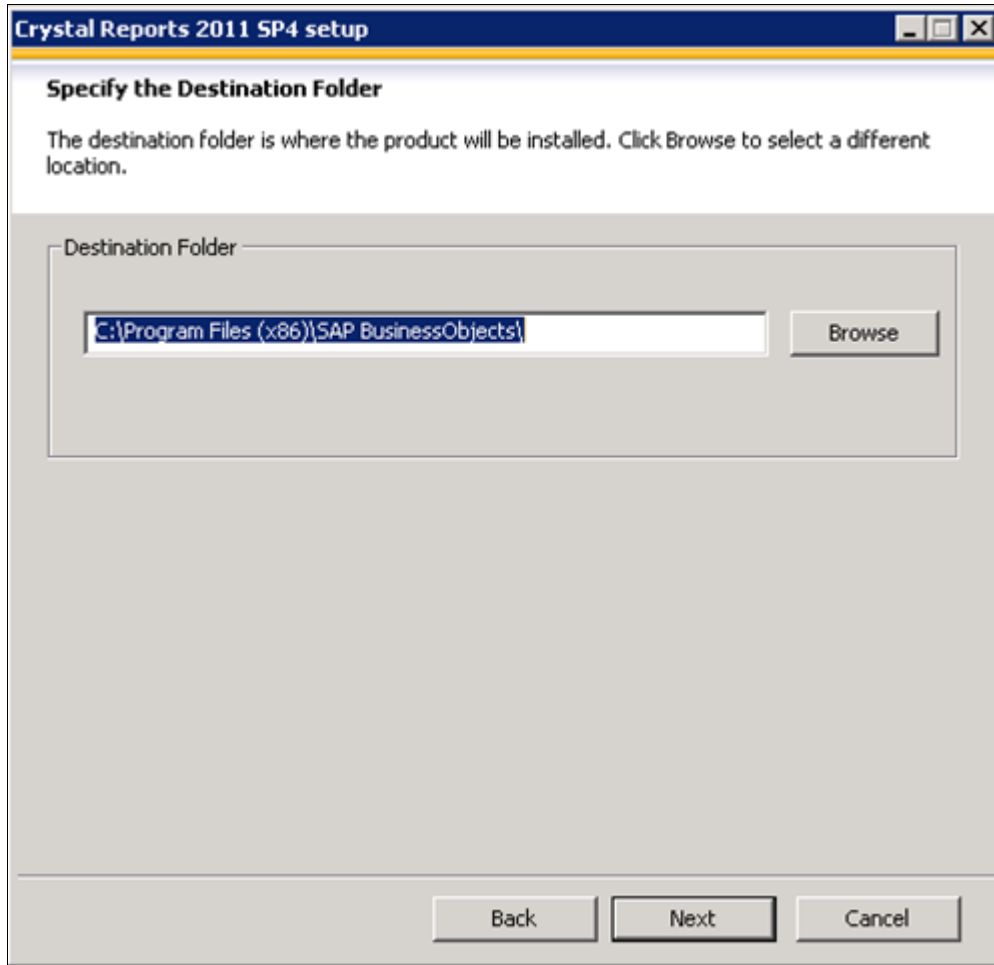 Crystal Reports 2011 SP4 setup
Specify the Destination Folder
The destination folder is where the product will be installed. Click Browse to select a different
location.
Destination Folder
C:\Program Files (x86)\SAP BusinessObjects\
Browse
Back
Next
Cancel